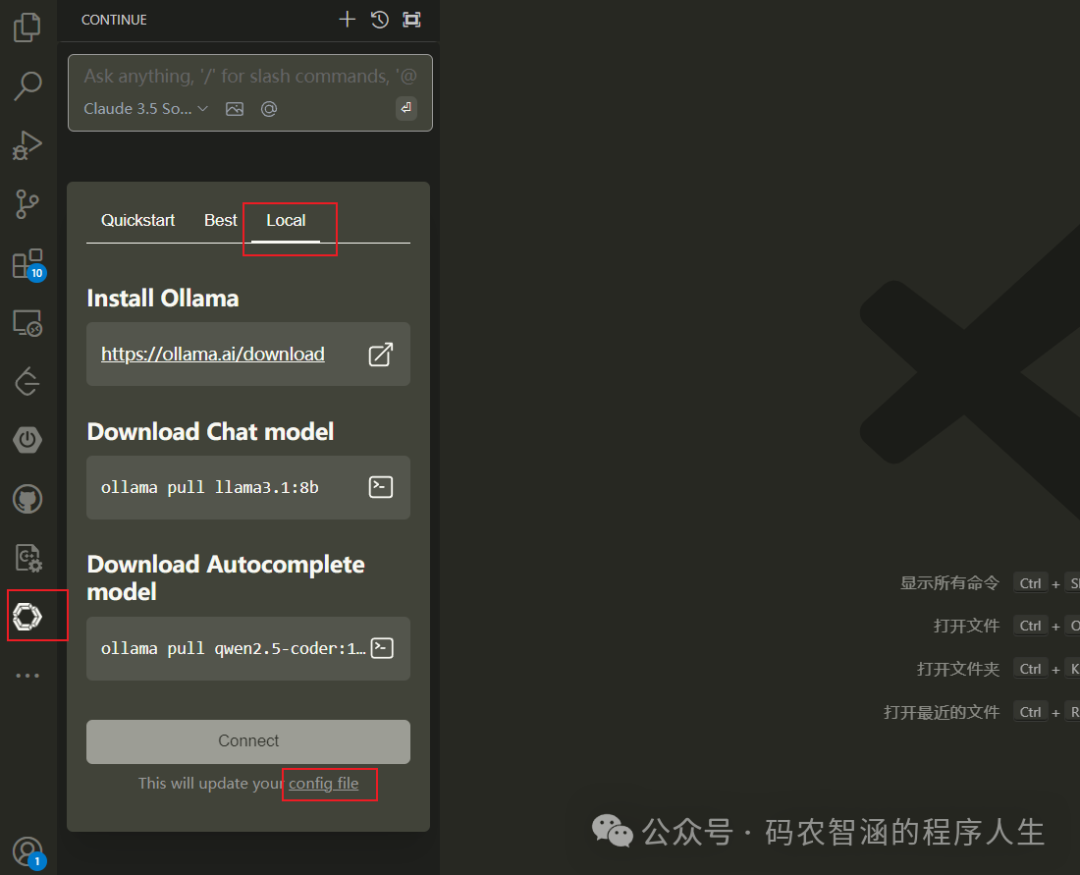 CONTINUE
Ask anything, '/' for slash commands, '@
Claude 3.5 So...
Quickstart Best Local
10
Install Ollama
https://ollama.ai/download
Download Chat model
ollama pull llama3.1:8b
Download Autocomplete
model
ollama pull qwen2.5-coder:1...
Connect
This will update your config file
显示所有命令 Ctrl +
打开文件 Ctrl + O
打开文件夹 Ctrl + K
打开最近的文件 Ctrl + R
公众号 · 码农智涵的程序人生
1